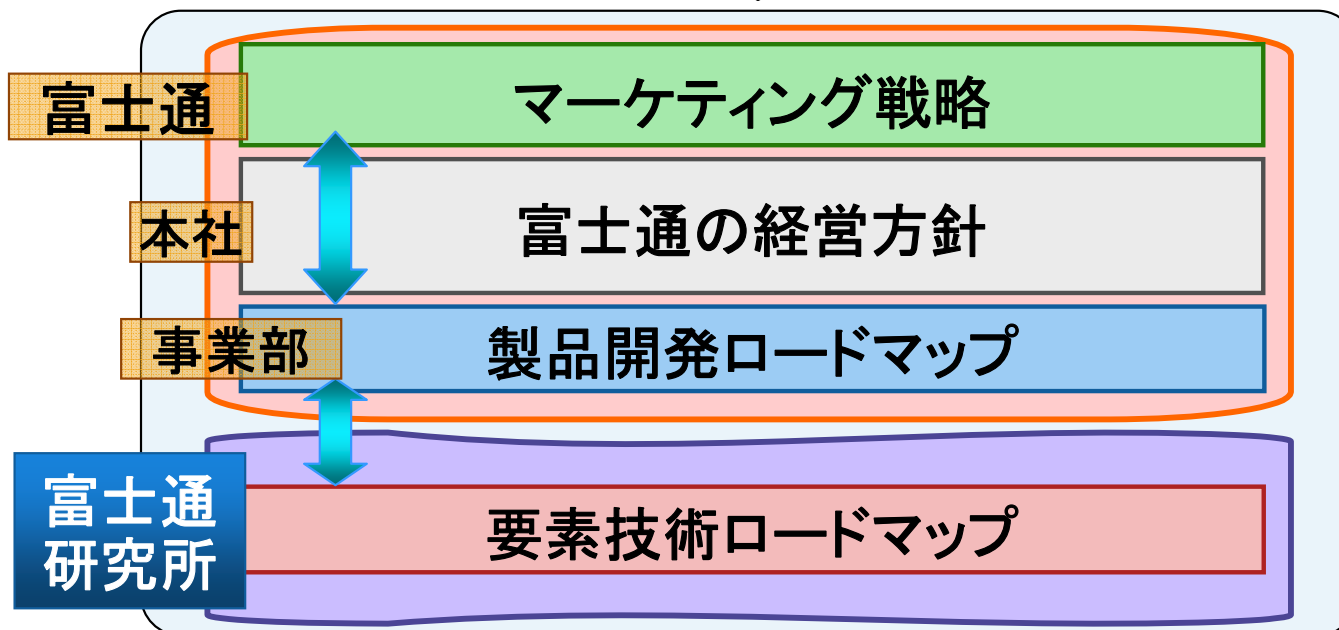 富士通
マーケティング戦略
本社
富士通の経営方針
事業部
製品開発ロードマップ
富士通
研究所
要素技術ロードマップ